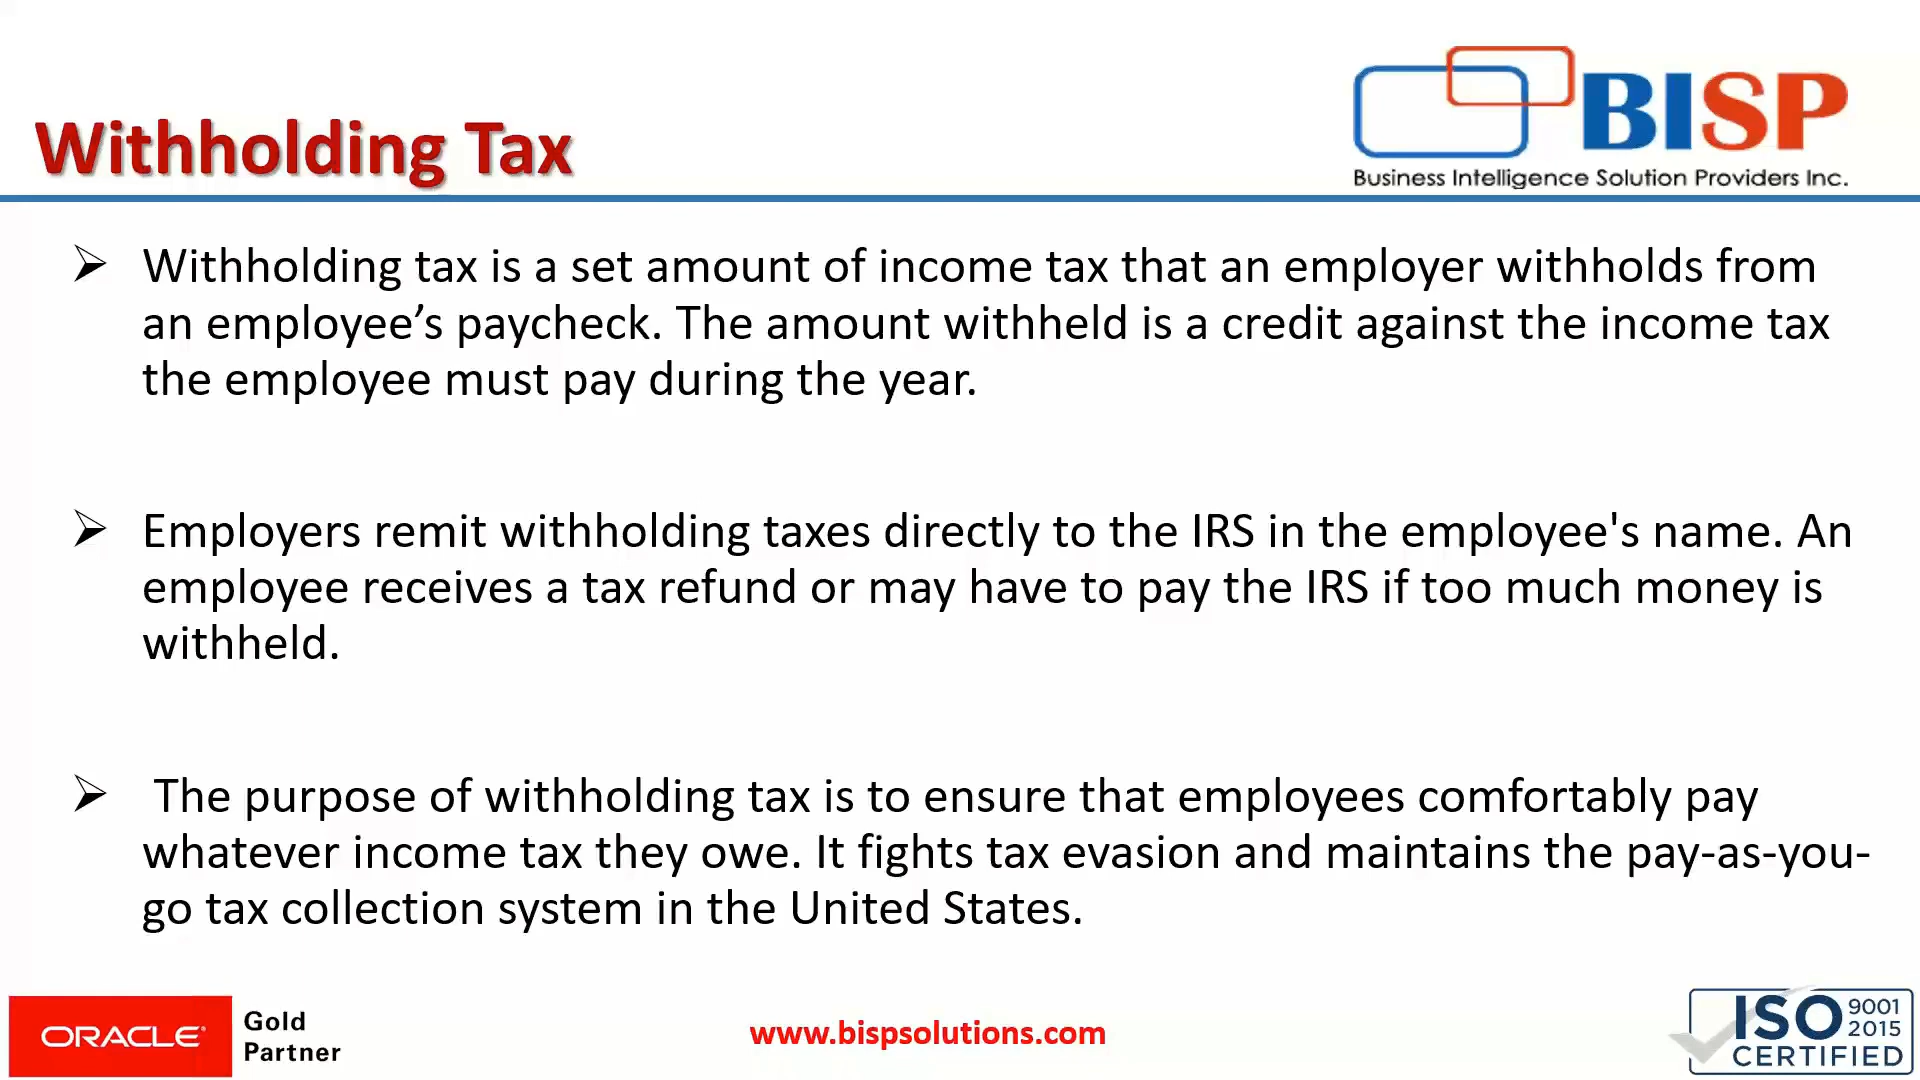 Withholding Tax
BISP
Business Intelligence Solution Providers Inc.
➢ Withholding tax is a set amount of income tax that an employer withholds from
an employee’s paycheck. The amount withheld is a credit against the income tax
the employee must pay during the year.
➢ Employers remit withholding taxes directly to the IRS in the employee's name. An
employee receives a tax refund or may have to pay the IRS if too much money is
withheld.
➢ The purpose of withholding tax is to ensure that employees comfortably pay
whatever income tax they owe. It fights tax evasion and maintains the pay-as-you-
go tax collection system in the United States.
ORACLE
Gold
Partner
www.bispsolutions.com
ISO 9001
2015
CERTIFIED